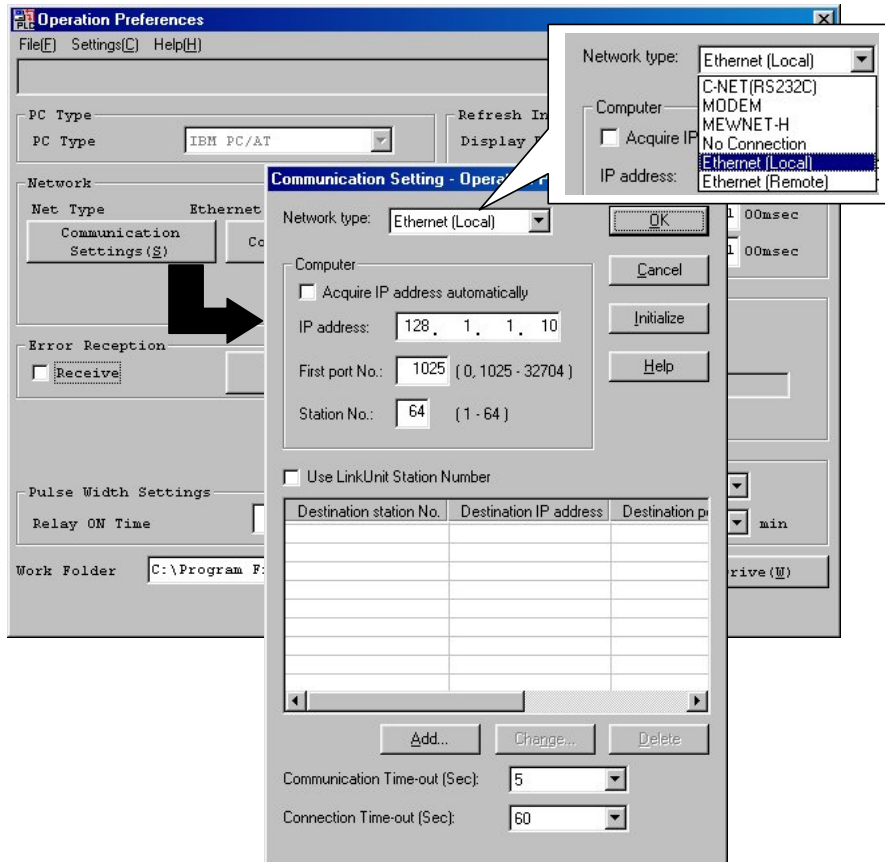 Operation Preferences
File(F) Settings(C) Help(H)
PC Type
PC Type IBM PC/AT
Refresh In
Display
Network
Net Type Ethernet
Communication
Settings(S)
Error Reception
Receive
Pulse Width Settings
Relay ON Time
Work Folder C:\Program F
1 00msec
1 00msec
min
rive(W)
Network type: Ethernet (Local)
C-NET(RS232C)
MODEM
MEWNET-H
No Connection
Ethernet (Local)
Ethernet (Remote)
Computer
Acquire IP
IP address:
Communication Setting - Opera
Network type: Ethernet (Local)
OK
Cancel
Initialize
Help
Computer
Acquire IP address automatically
IP address: 128. 1. 1. 10
First port No.: 1025 ( 0, 1025 - 32704 )
Station No.: 64 ( 1 - 64 )
Use LinkUnit Station Number
Destination station No. Destination IP address Destination p
Add... Change... Delete
Communication Time-out (Sec): 5
Connection Time-out (Sec): 60